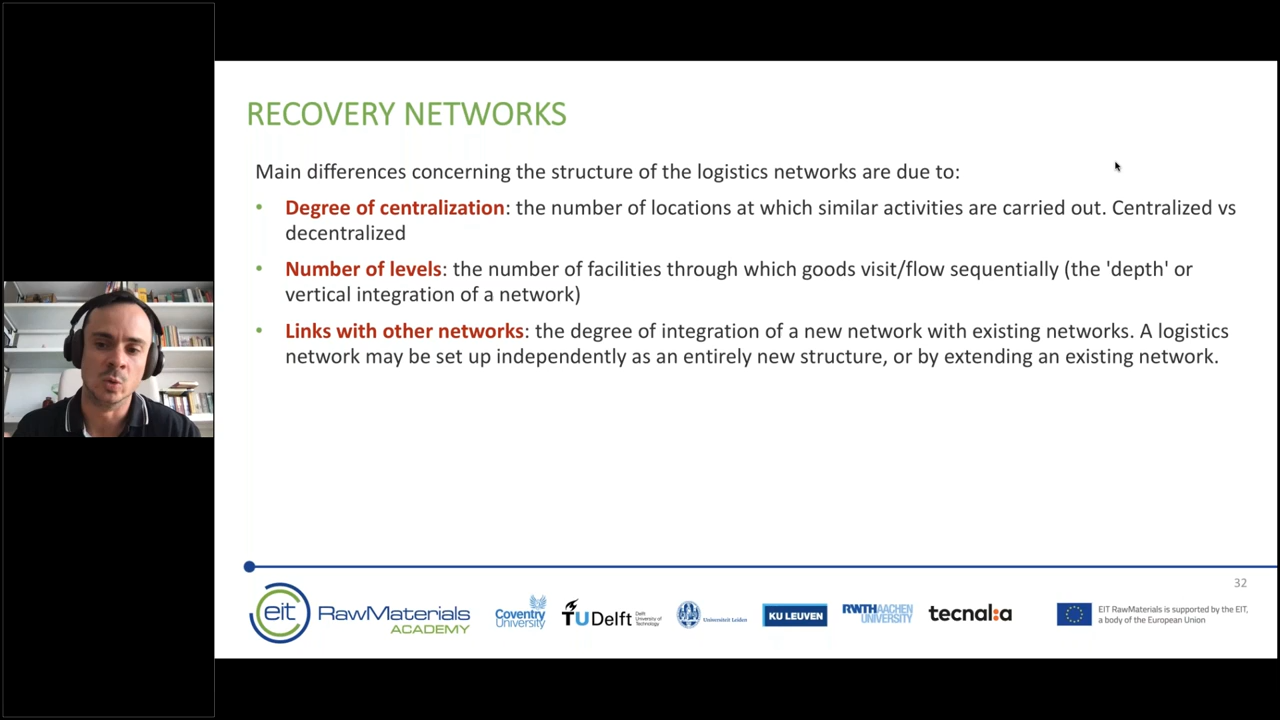 RECOVERY NETWORKS
Main differences concerning the structure of the logistics networks are due to:
• Degree of centralization: the number of locations at which similar activities are carried out. Centralized vs
decentralized
• Number of levels: the number of facilities through which goods visit/flow sequentially (the 'depth' or
vertical integration of a network)
• Links with other networks: the degree of integration of a new network with existing networks. A logistics
network may be set up independently as an entirely new structure, or by extending an existing network.
32
eit RawMaterials
ACADEMY
Coventry
University
TUDelft
Delft
University of
Technology
Universiteit Leiden
KU LEUVEN
RWTHAACHEN
UNIVERSITY
tecnal:a
EIT RawMaterials is supported by the EIT,
a body of the European Union